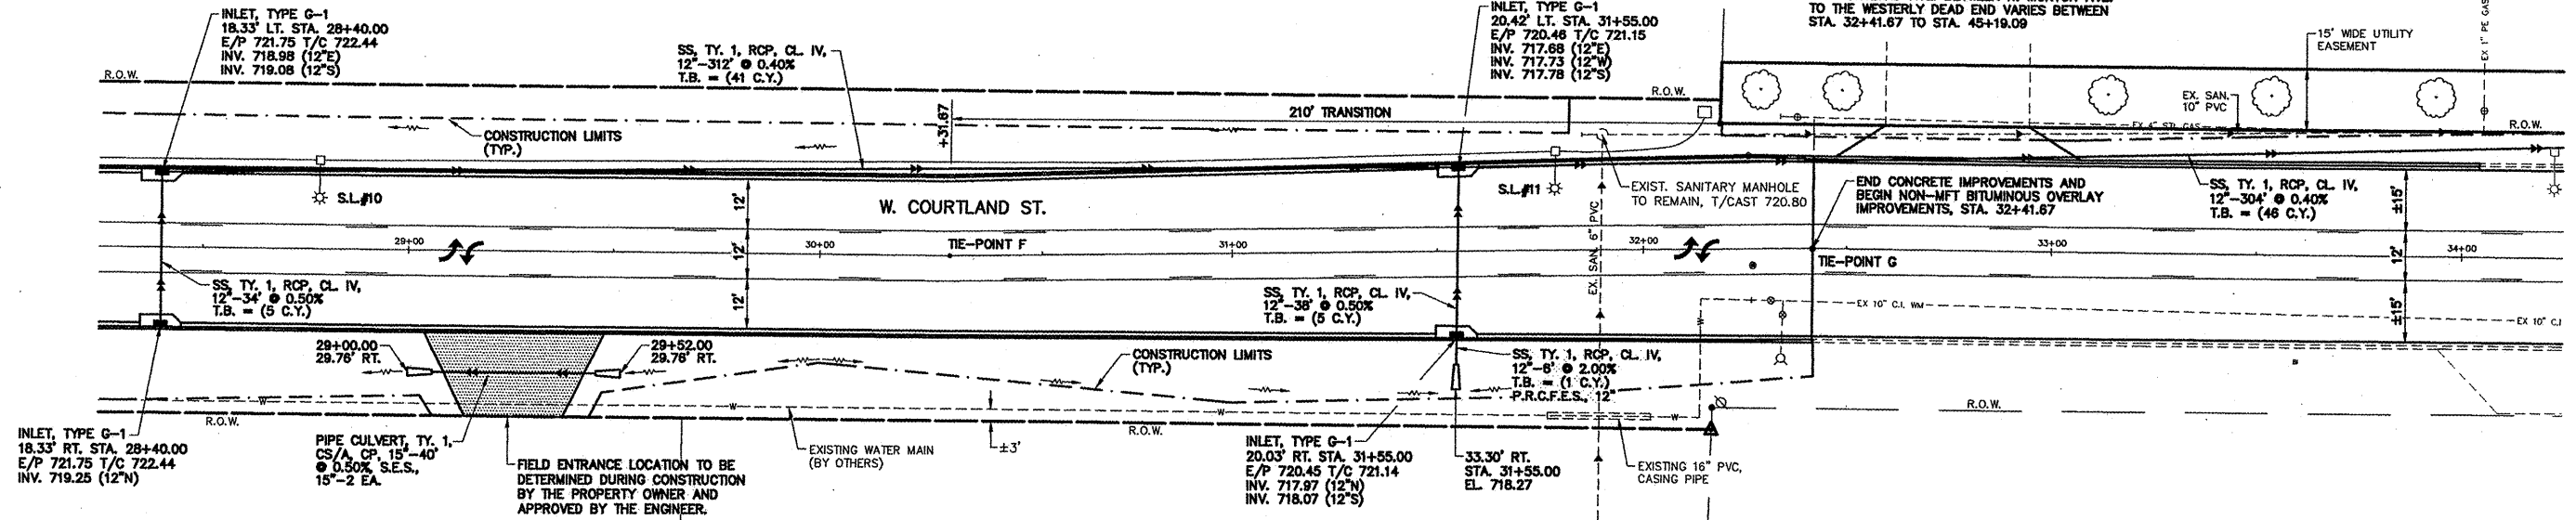 INLET, TYPE G-1
18.33' LT. STA. 28+40.00
E/P 721.75 T/C 722.44
INV. 718.98 (12"E)
INV. 719.08 (12"S)
SS, TY. 1, RCP, CL. IV,
12"-312' @ 0.40%
T.B. = (41 C.Y.)
INLET, TYPE G-1
20.42' LT. STA. 31+55.00
E/P 720.46 T/C 721.15
INV. 717.68 (12"E)
INV. 717.73 (12"W)
INV. 717.78 (12"S)
TO THE WESTERLY DEAD END VARIES BETWEEN
STA. 32+41.67 TO STA. 45+19.09
15' WIDE UTILITY
EASEMENT
EX 1" PE GAS
R.O.W.
R.O.W.
+31.67
210' TRANSITION
EX. SAN.
10" PVC
EX 4" STL GAS
R.O.W.
CONSTRUCTION LIMITS
(TYP.)
S.L.#10
12'
12'
12'
W. COURTLAND ST.
S.L.#11
EXIST. SANITARY MANHOLE
TO REMAIN, T/CAST 720.80
END CONCRETE IMPROVEMENTS AND
BEGIN NON-MFT BITUMINOUS OVERLAY
IMPROVEMENTS, STA. 32+41.67
SS, TY. 1, RCP, CL. IV,
12"-304' @ 0.40%
T.B. = (46 C.Y.)
±15'
12'
±15'
29+00
30+00
TIE-POINT F
31+00
32+00
33+00
34+00
TIE-POINT G
EX. SAN. 6" PVC
SS, TY. 1, RCP, CL. IV,
12"-34' @ 0.50%
T.B. = (5 C.Y.)
SS, TY. 1, RCP, CL. IV,
12"-38' @ 0.50%
T.B. = (5 C.Y.)
W
EX 10" C.I. WM
EX 10" C.I
29+00.00
29.76' RT.
29+52.00
29.76' RT.
CONSTRUCTION LIMITS
(TYP.)
SS, TY. 1, RCP, CL. IV,
12"-6' @ 2.00%
T.B. = (1 C.Y.)
P.R.C.F.E.S., 12"
W
W
W
W
R.O.W.
R.O.W.
R.O.W.
INLET, TYPE G-1
18.33' RT. STA. 28+40.00
E/P 721.75 T/C 722.44
INV. 719.25 (12"N)
PIPE CULVERT, TY. 1,
CS/A, CP, 15"-40'
@ 0.50%, S.E.S.,
15"-2 EA.
FIELD ENTRANCE LOCATION TO BE
DETERMINED DURING CONSTRUCTION
BY THE PROPERTY OWNER AND
APPROVED BY THE ENGINEER.
EXISTING WATER MAIN
(BY OTHERS)
±3'
INLET, TYPE G-1
20.03' RT. STA. 31+55.00
E/P 720.45 T/C 721.14
INV. 717.97 (12"N)
INV. 718.07 (12"S)
33.30' RT.
STA. 31+55.00
EL. 718.27
EXISTING 16" PVC,
CASING PIPE